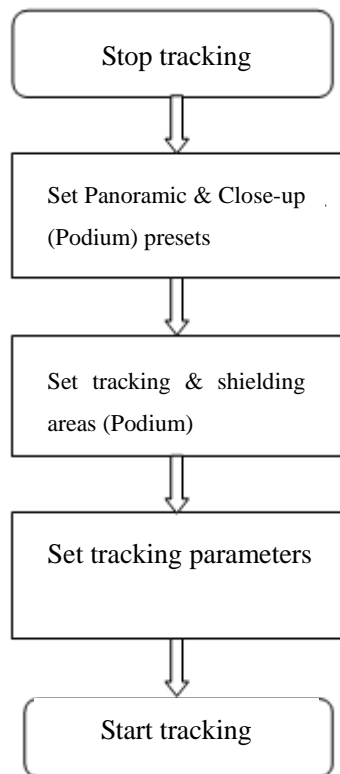 Stop tracking
Set Panoramic & Close-up
(Podium) presets
Set tracking & shielding
areas (Podium)
Set tracking parameters
Start tracking